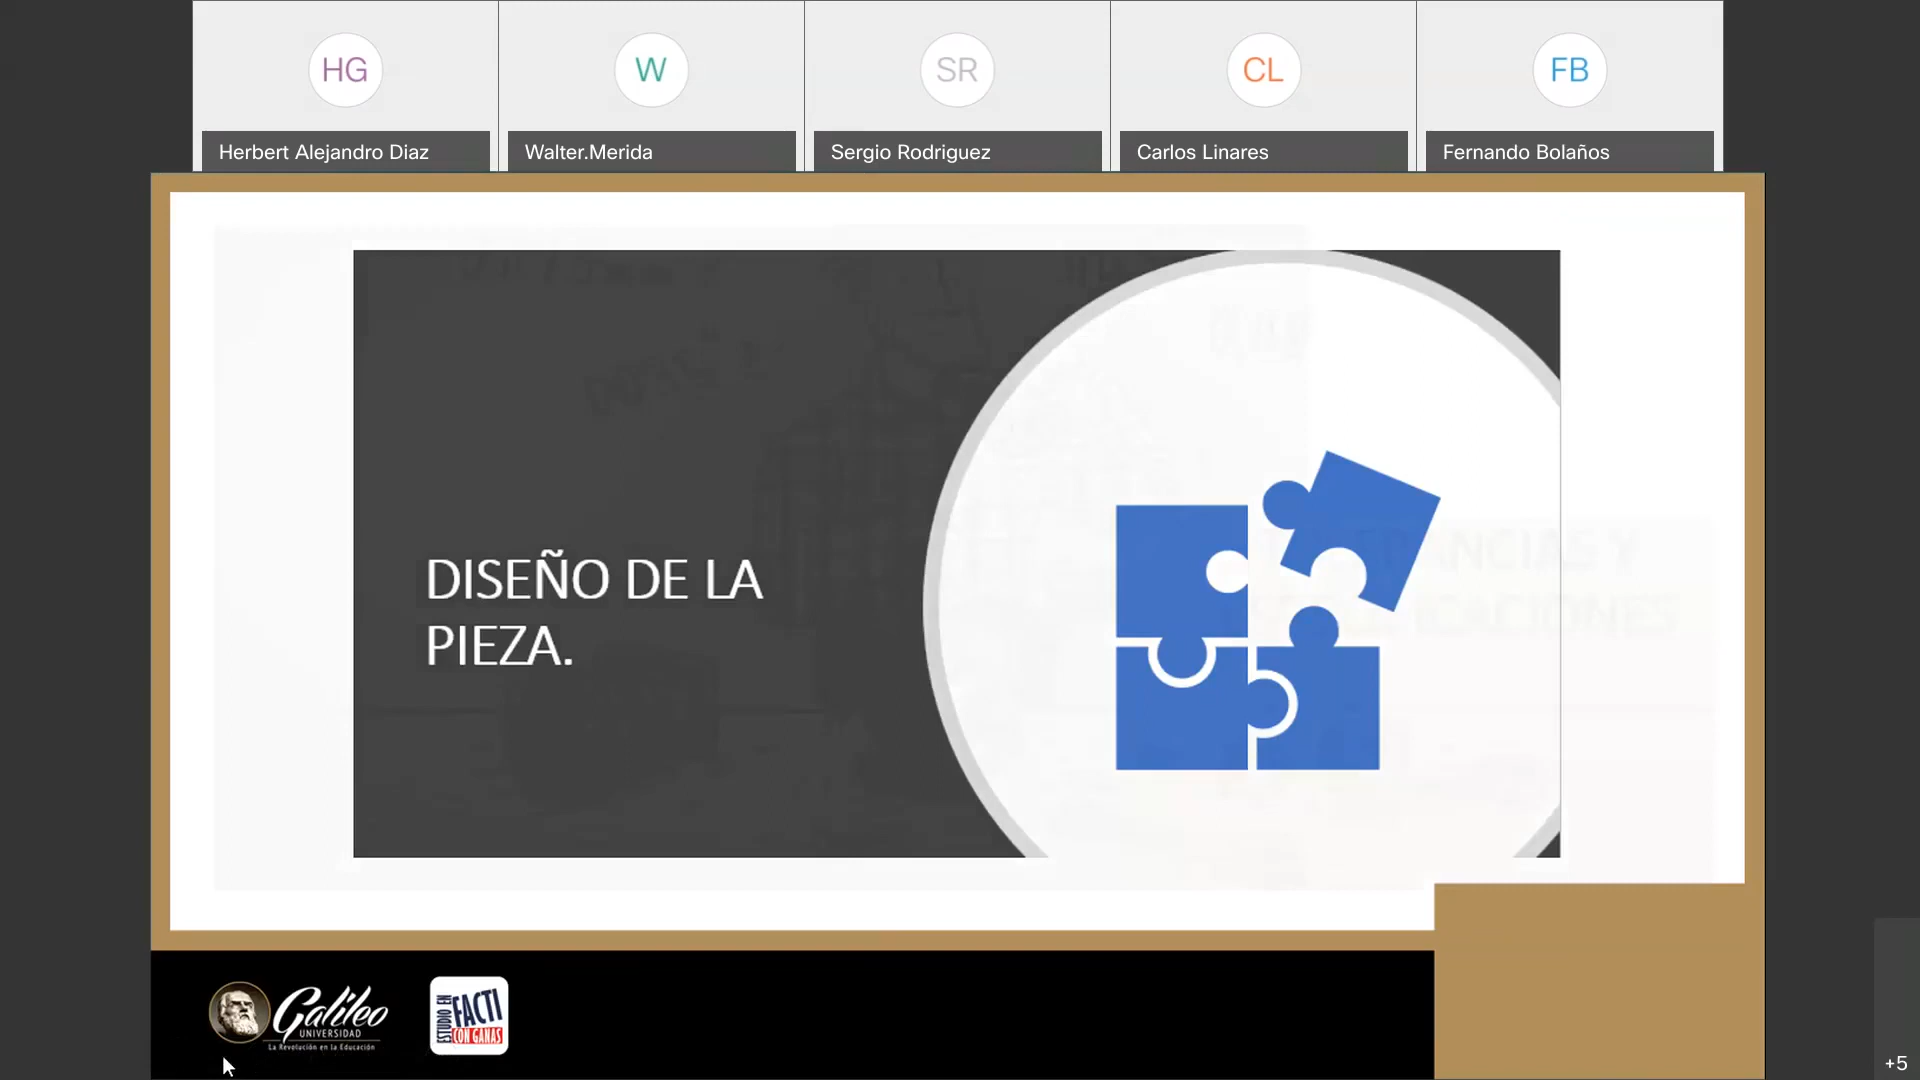 HG
W
SR
CL
FB
Herbert Alejandro Diaz
Walter.Merida
Sergio Rodriguez
Carlos Linares
Fernando Bolaños
DISEÑO DE LA
PIEZA.
Galileo
UNIVERSIDAD
La Revolución en la Educación
ESTUDIO EN
FACTI
CON GANAS
+5